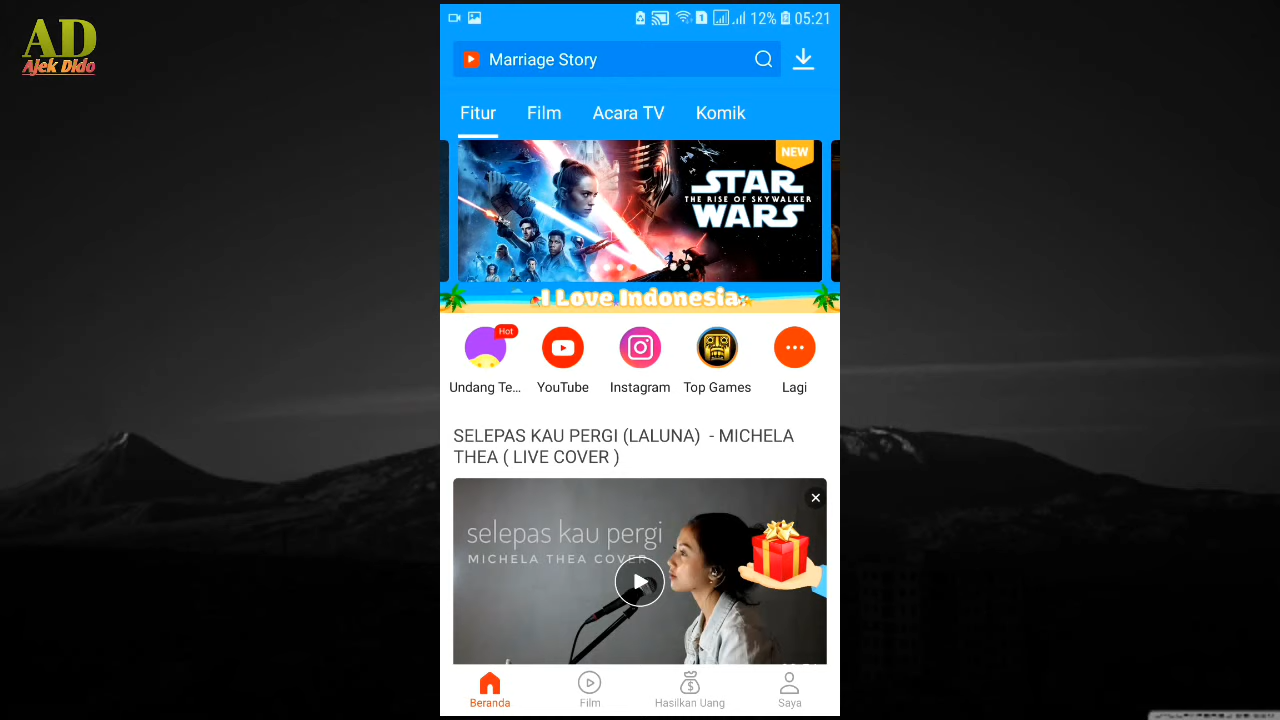 AD
Ajek Dido
1
12%
05:21
Marriage Story
Fitur
Film
Acara TV
Komik
NEW
STAR
THE RISE OF SKYWALKER
WARS
I Love Indonesia
Hot
Undang Te...
YouTube
Instagram
Top Games
Lagi
SELEPAS KAU PERGI (LALUNA) - MICHELA
THEA ( LIVE COVER )
selepas kau pergi
MICHELA THEA COVER
Beranda
Film
Hasilkan Uang
Saya